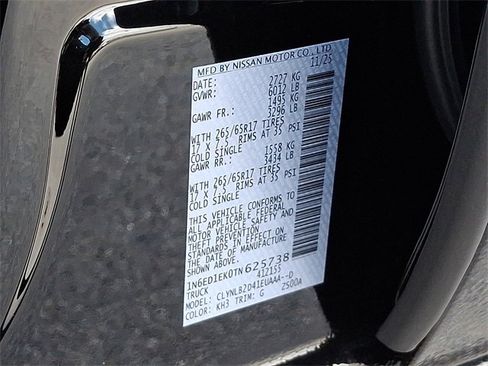 MFD BY NISSAN MOTOR CO., LTD.
DATE: 11/25
GVWR: 2727 KG
6012 LB
GAWR FR.: 1495 KG
3296 LB
WITH 265/65R17 TIRES
17 X 7.5 RIMS AT 35 PSI
COLD SINGLE
GAWR RR.: 1558 KG
3434 LB
WITH 265/65R17 TIRES
17 X 7.5 RIMS AT 35 PSI
COLD SINGLE
THIS VEHICLE CONFORMS TO
ALL APPLICABLE FEDERAL
MOTOR VEHICLE SAFETY AND
THEFT PREVENTION
STANDARDS IN EFFECT ON
THE DATE OF MANUFACTURE
SHOWN ABOVE.
1N6ED1EK0TN625738
TRUCK 412155
MODEL: CLYNLB2D41EUAAA--D
COLOR: KH3 TRIM: G 2500A